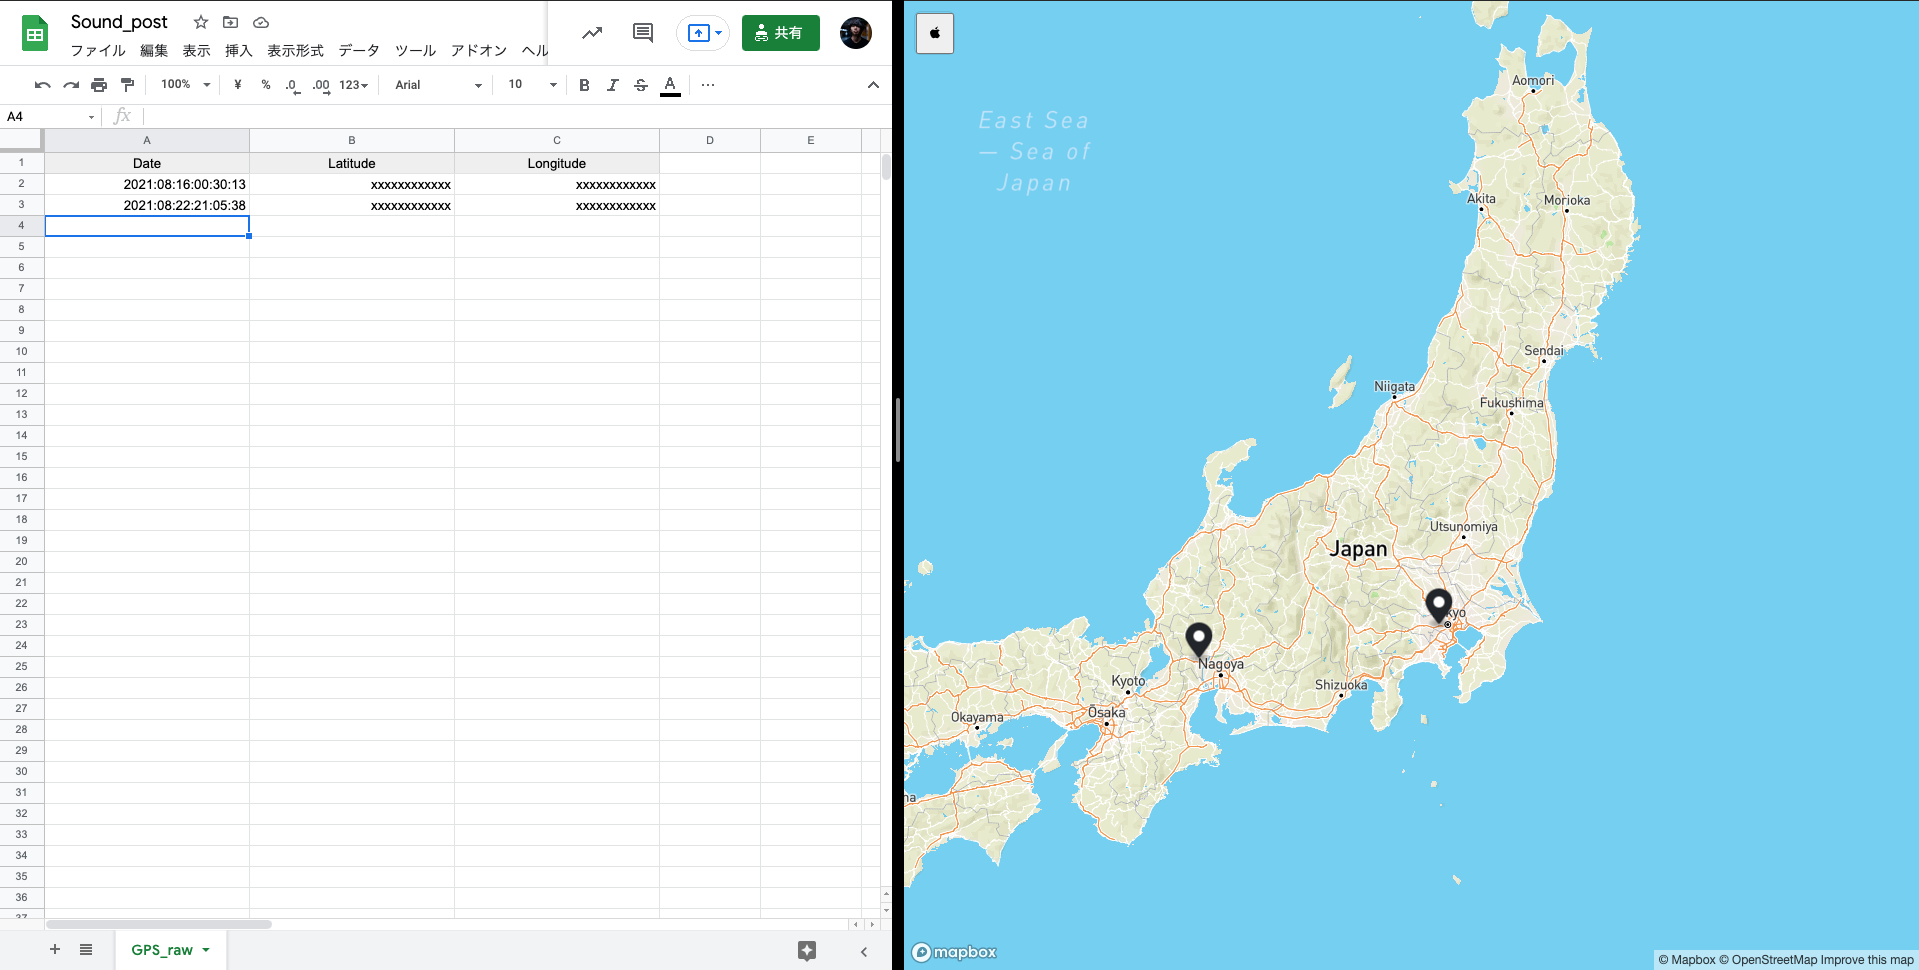 Sound_post
ファイル 編集 表示 挿入 表示形式 データ ツール アドオン ヘル
共有
100% ¥ % .0 .00 123 Arial 10 B I S A
A4 fx
A B C D E
1 Date Latitude Longitude
2 2021:08:16:00:30:13 xxxxxxxxxxxx xxxxxxxxxxxx
3 2021:08:22:21:05:38 xxxxxxxxxxxx xxxxxxxxxxxx
4
5
6
7
8
9
10
11
12
13
14
15
16
17
18
19
20
21
22
23
24
25
26
27
28
29
30
31
32
33
34
35
36
37
GPS_raw
East Sea
— Sea of
Japan
Aomori
Akita
Morioka
Sendai
Niigata
Fukushima
Utsunomiya
Japan
kyo
Nagoya
Kyoto
Shizuoka
Ōsaka
Okayama
na
mapbox
© Mapbox © OpenStreetMap Improve this map